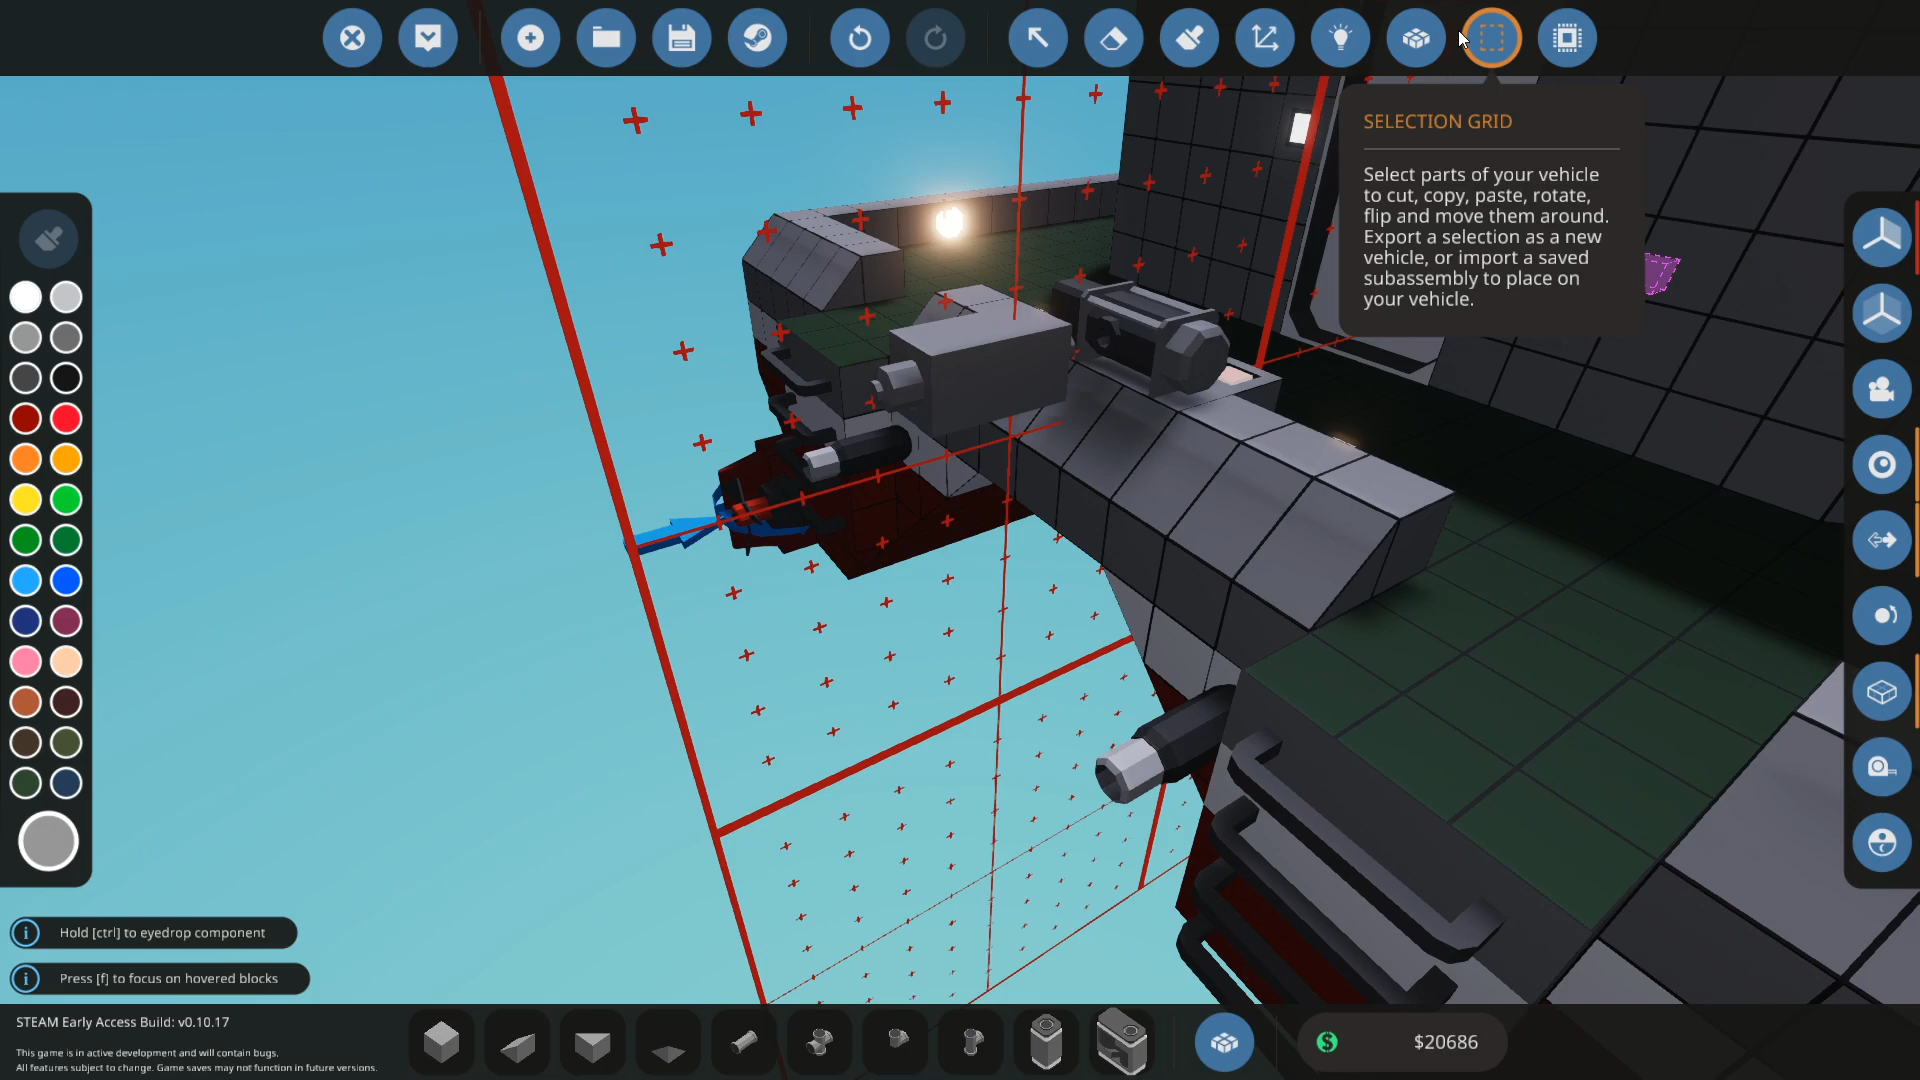 SELECTION GRID
Select parts of your vehicle
to cut, copy, paste, rotate,
flip and move them around.
Export a selection as a new
vehicle, or import a saved
subassembly to place on
your vehicle.
Hold [ctrl] to eyedrop component
Press [f] to focus on hovered blocks
STEAM Early Access Build: v0.10.17
This game is in active development and will contain bugs.
All features subject to change. Game saves may not function in future versions.
$20686